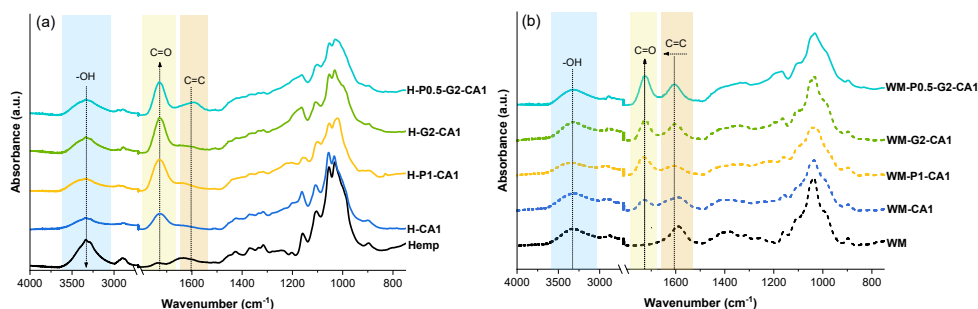 (a)
-OH
C=O
C=C
H-P0.5-G2-CA1
H-G2-CA1
H-P1-CA1
H-CA1
Hemp
Absorbance (a.u.)
4000 3500 3000 1600 1400 1200 1000 800
Wavenumber (cm⁻¹)
(b)
-OH
C=O
C=C
WM-P0.5-G2-CA1
WM-G2-CA1
WM-P1-CA1
WM-CA1
WM
Absorbance (a.u.)
4000 3500 3000 1600 1400 1200 1000 800
Wavenumber (cm⁻¹)